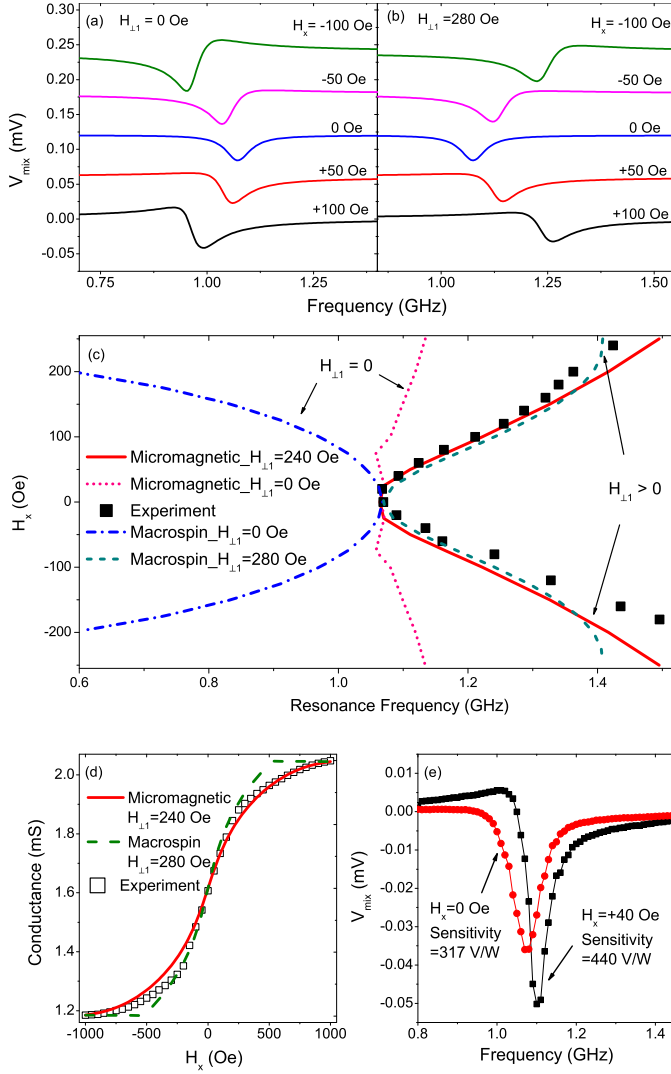 (a) H⊥1 = 0 Oe Hx= -100 Oe
-50
0 Oe
+50
+100 Oe
(b) H⊥1 =280 Oe Hx= -100 Oe
-50
0 Oe
+50
+100 Oe
0.30
0.25
0.20
0.15
0.10
0.05
0.00
-0.05
Vmix (mV)
0.75 1.00 1.25 1.00 1.25 1.50
Frequency (GHz) Frequency (GHz)
(c)
H⊥1 = 0
Micromagnetic_H⊥1=240 Oe
Micromagnetic_H⊥1=0 Oe
Experiment
Macrospin_H⊥1=0 Oe
Macrospin_H⊥1=280 Oe
H⊥1 > 0
200
100
0
-100
-200
Hx (Oe)
0.6 0.8 1.0 1.2 1.4
Resonance Frequency (GHz)
(d)
Micromagnetic
H⊥1=240 Oe
Macrospin
H⊥1=280 Oe
Experiment
2.0
1.8
1.6
1.4
1.2
Conductance (mS)
-1000 -500 0 500 1000
Hx (Oe)
(e)
Hx=0 Oe
Sensitivity
=317 V/W
Hx=+40 Oe
Sensitivity
=440 V/W
0.01
0.005
0.000
-0.01
-0.02
-0.03
-0.04
-0.05
Vmix (mV)
0.8 1.0 1.2 1.4
Frequency (GHz)